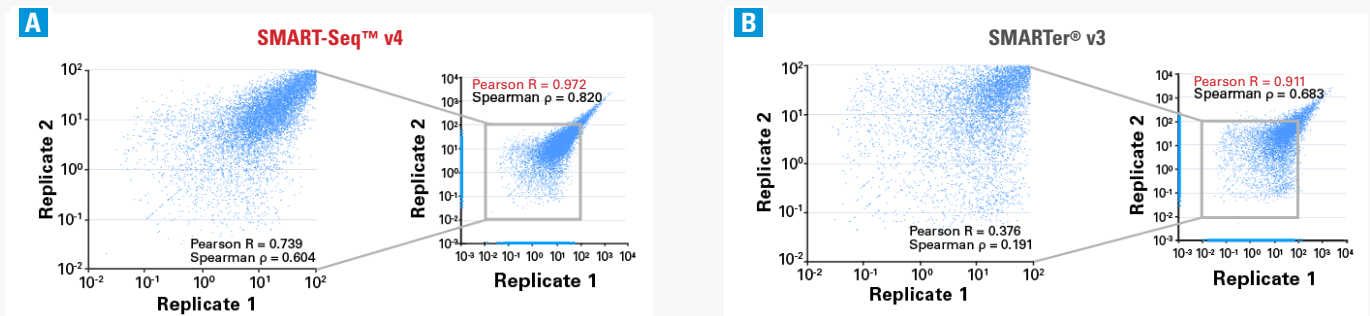 A
SMART-Seq™ v4
10²
10¹
10⁰
10⁻¹
10⁻²
Replicate 2
Pearson R = 0.739
Spearman ρ = 0.604
10⁻² 10⁻¹ 10⁰ 10¹ 10²
Replicate 1
10⁴
10³
10²
10¹
10⁰
10⁻¹
10⁻²
10⁻³
Replicate 2
Pearson R = 0.972
Spearman ρ = 0.820
10⁻³ 10⁻² 10⁻¹ 10⁰ 10¹ 10² 10³ 10⁴
Replicate 1
B
SMARTer® v3
10²
10¹
10⁰
10⁻¹
10⁻²
Replicate 2
Pearson R = 0.376
Spearman ρ = 0.191
10⁻² 10⁻¹ 10⁰ 10¹ 10²
Replicate 1
10⁴
10³
10²
10¹
10⁰
10⁻¹
10⁻²
10⁻³
Replicate 2
Pearson R = 0.911
Spearman ρ = 0.683
10⁻³ 10⁻² 10⁻¹ 10⁰ 10¹ 10² 10³ 10⁴
Replicate 1